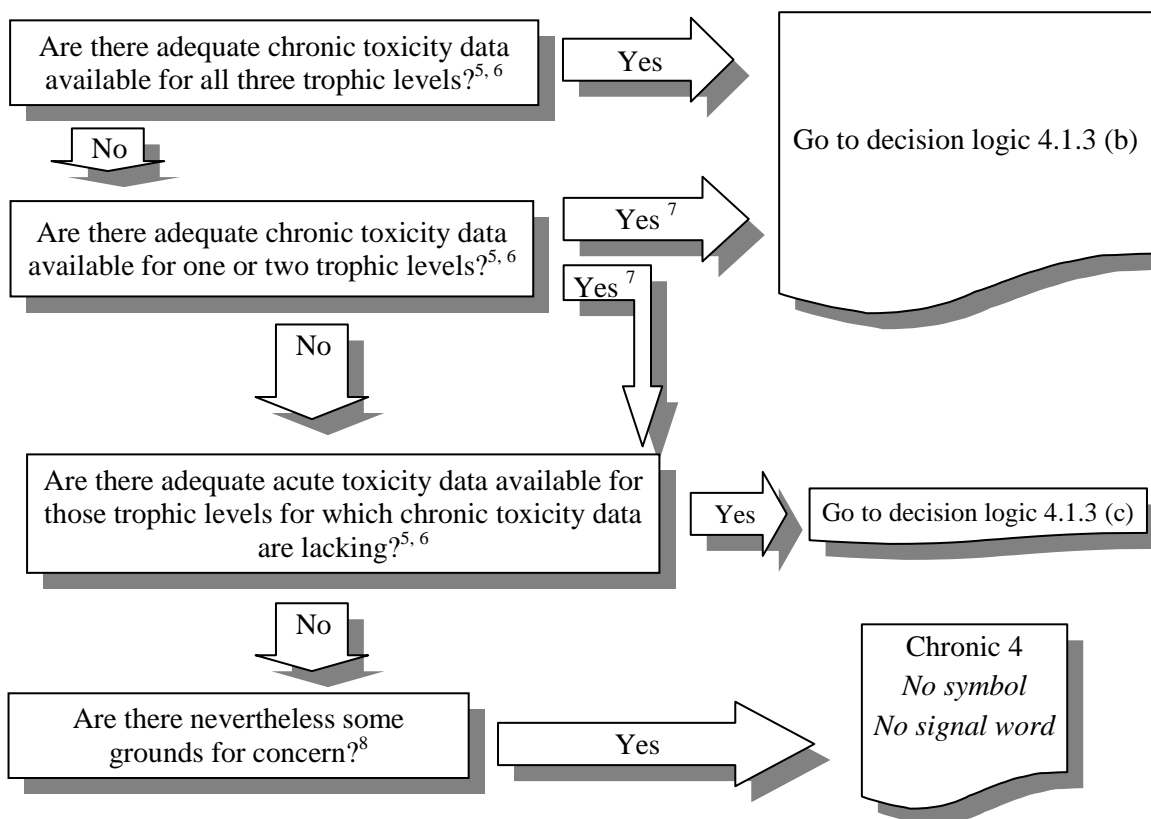 Are there adequate chronic toxicity data
available for all three trophic levels?5, 6
Yes
Go to decision logic 4.1.3 (b)
No
Are there adequate chronic toxicity data
available for one or two trophic levels?5, 6
Yes 7
Yes 7
No
Are there adequate acute toxicity data available for
those trophic levels for which chronic toxicity data
are lacking?5, 6
Yes
Go to decision logic 4.1.3 (c)
No
Are there nevertheless some
grounds for concern?8
Yes
Chronic 4
No symbol
No signal word